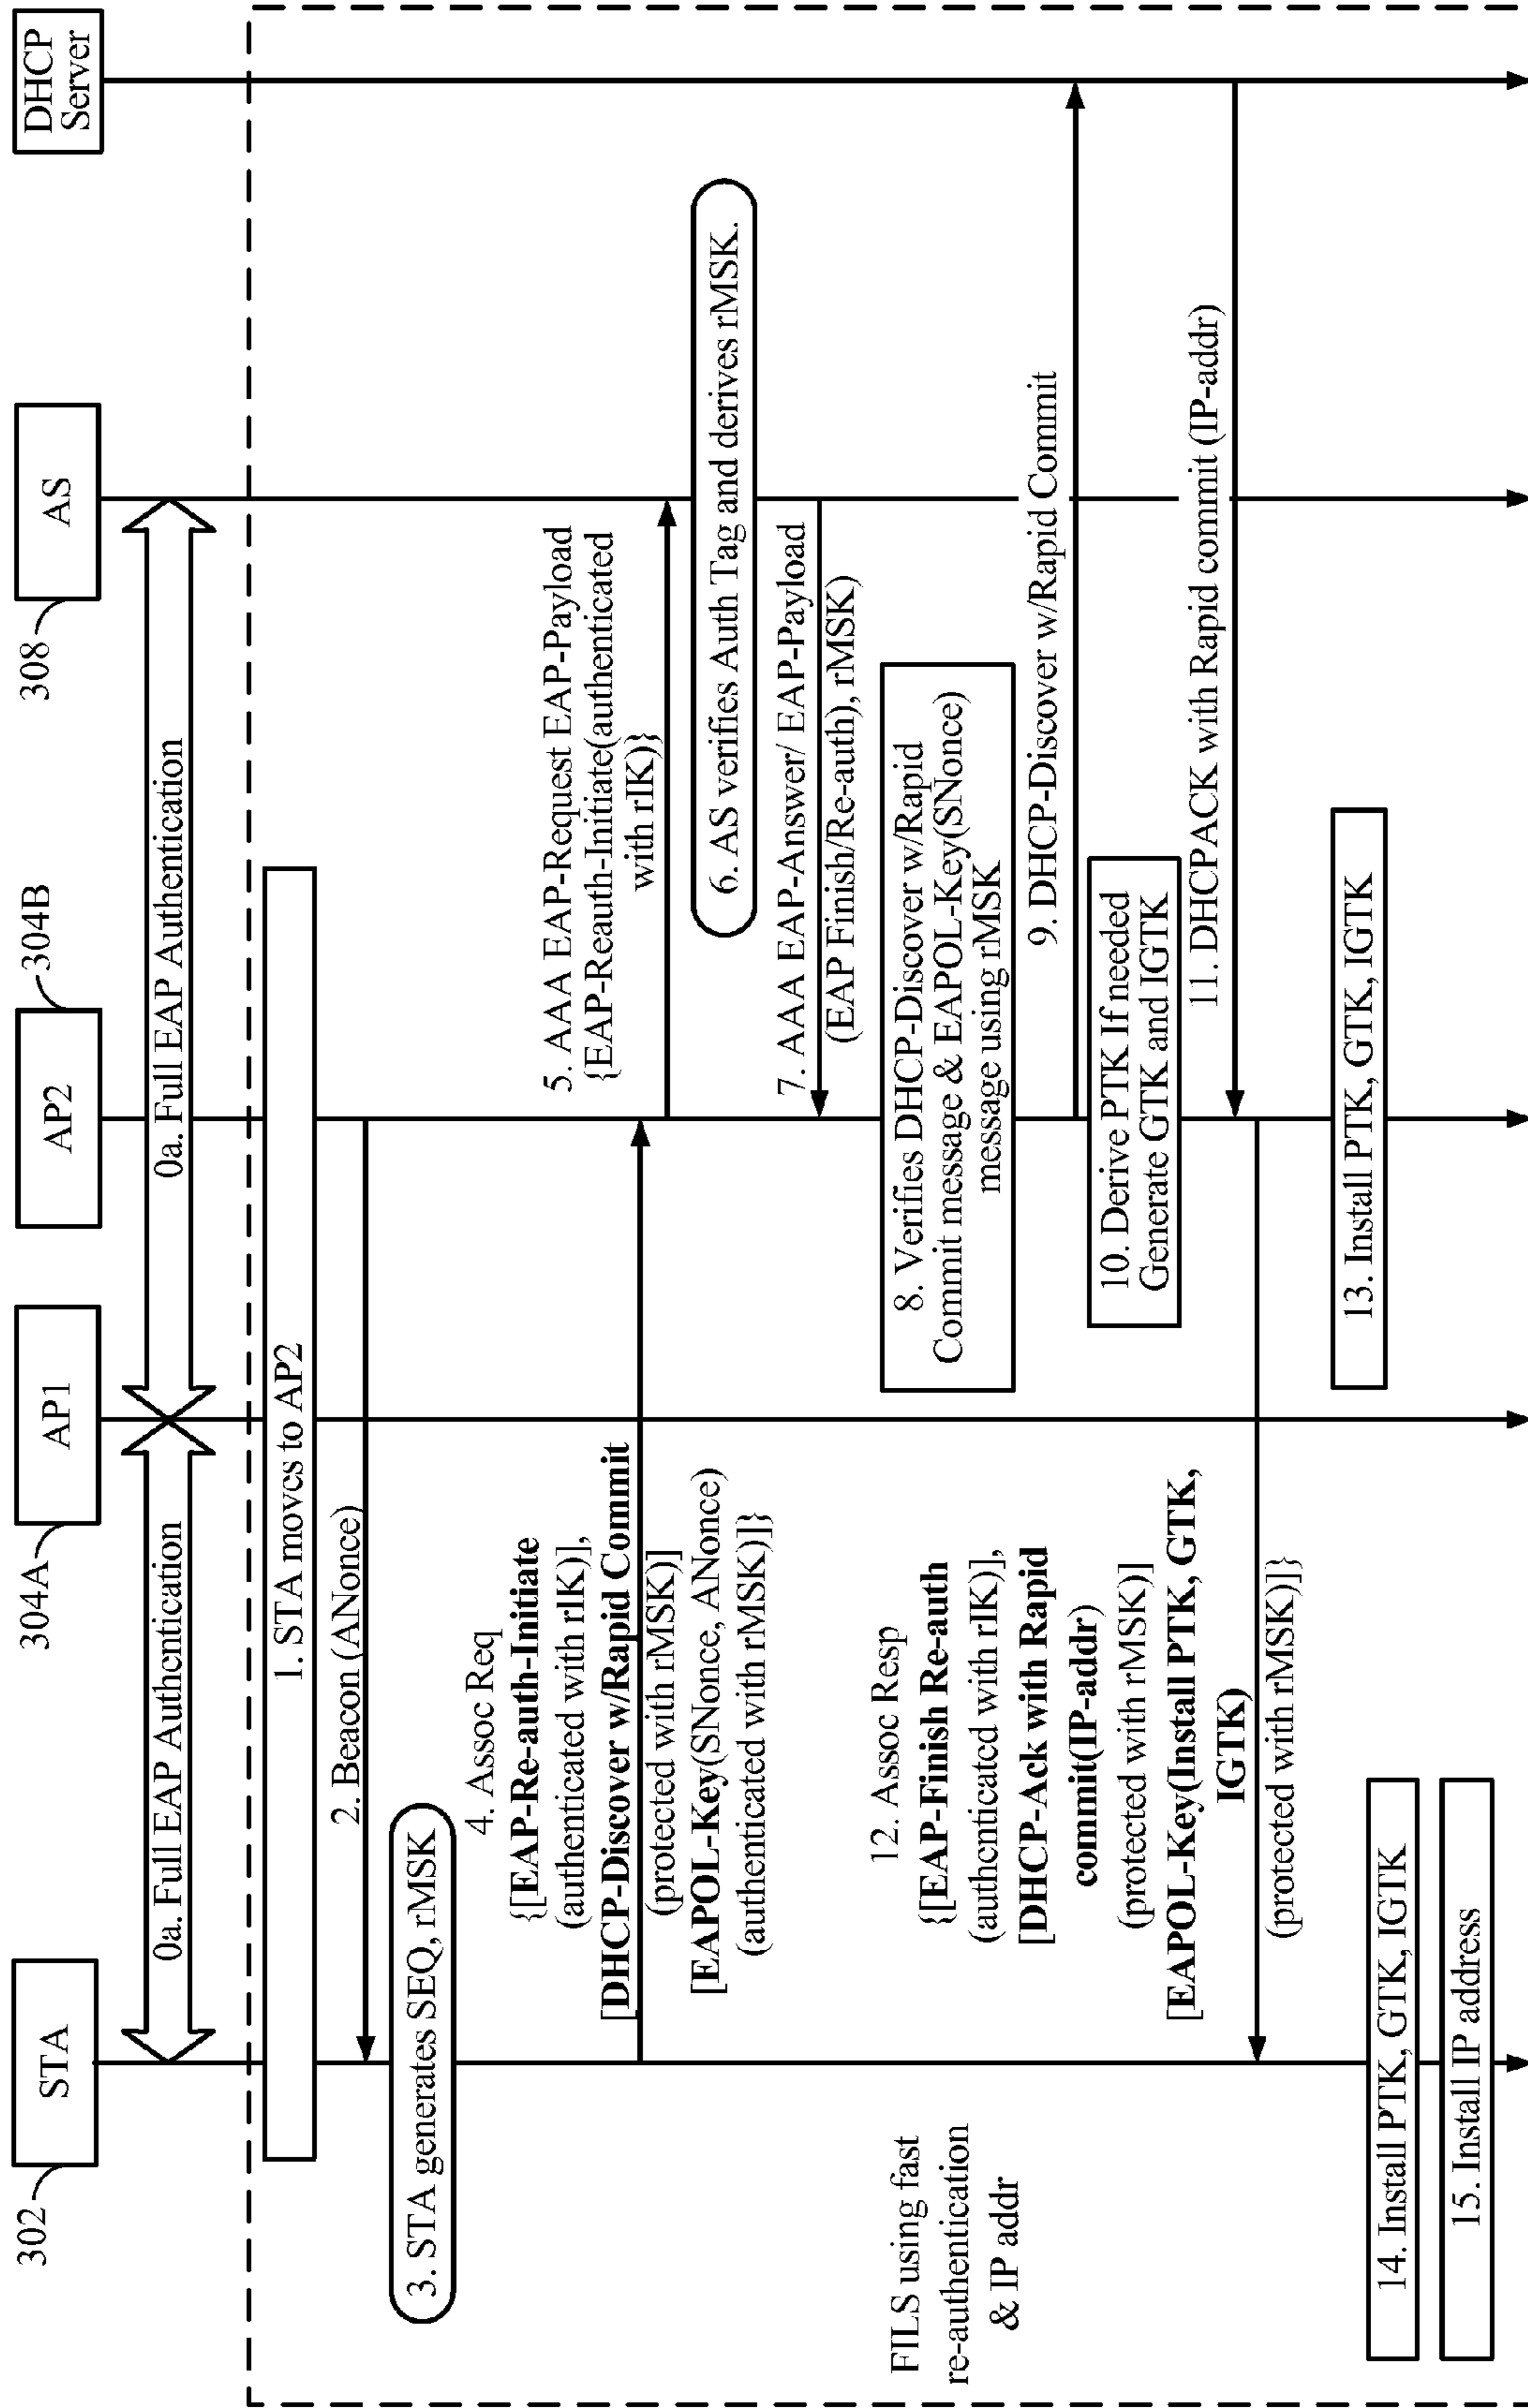 302
STA
304A
AP1
AP2
304B
308
AS
DHCP
Server
0a. Full EAP Authentication
0a. Full EAP Authentication
1. STA moves to AP2
2. Beacon (ANonce)
3. STA generates SEQ, rMSK
4. Assoc Req
{[EAP-Re-auth-Initiate
(authenticated with rIK)],
[DHCP-Discover w/Rapid Commit
(protected with rMSK)]
[EAPOL-Key(SNonce, ANonce)
(authenticated with rMSK)]}
5. AAA EAP-Request EAP-Payload
{EAP-Reauth-Initiate(authenticated
with rIK)}
6. AS verifies Auth Tag and derives rMSK.
7. AAA EAP-Answer/ EAP-Payload
(EAP Finish/Re-auth), rMSK)
8. Verifies DHCP-Discover w/Rapid
Commit message & EAPOL-Key(SNonce)
message using rMSK
9. DHCP-Discover w/Rapid Commit
10. Derive PTK If needed
Generate GTK and IGTK
11. DHCPACK with Rapid commit (IP-addr)
12. Assoc Resp
{[EAP-Finish Re-auth
(authenticated with rIK)],
[DHCP-Ack with Rapid
commit(IP-addr)
(protected with rMSK)]
[EAPOL-Key(Install PTK, GTK,
IGTK)
(protected with rMSK)]}
13. Install PTK, GTK, IGTK
FILS using fast
re-authentication
& IP addr
14. Install PTK, GTK, IGTK
15. Install IP address